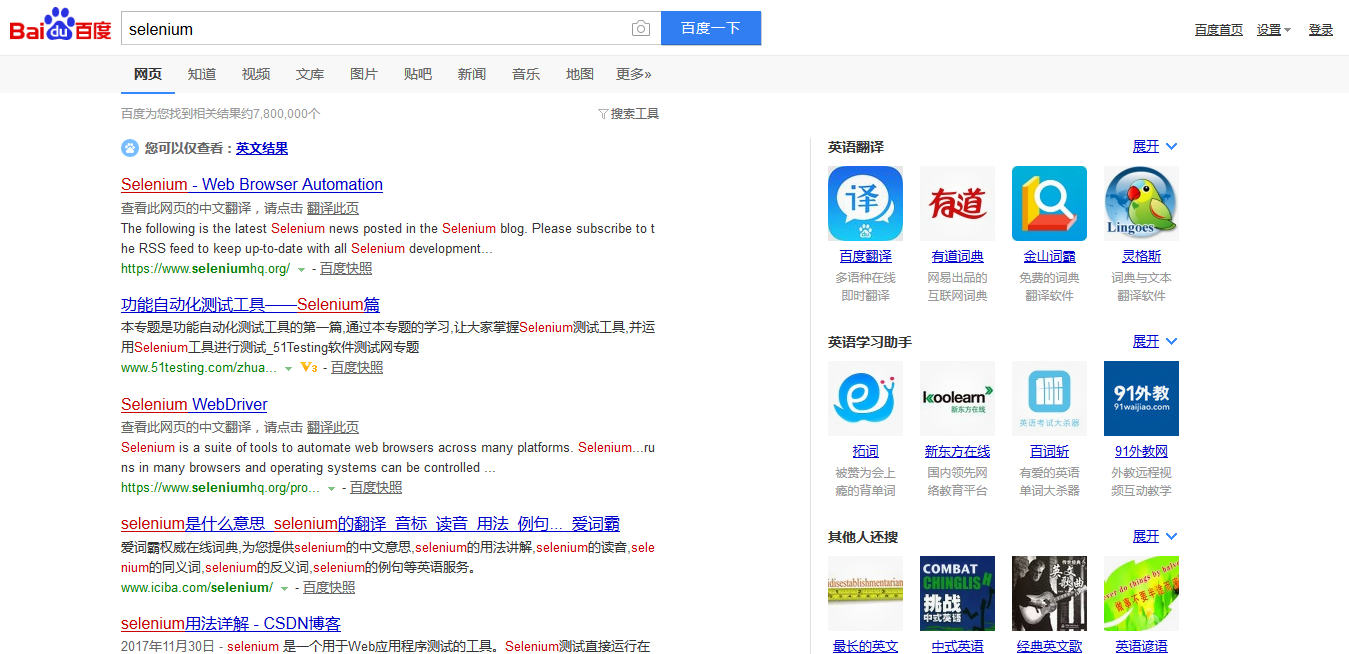 Bai du 百度
selenium
百度一下
百度首页 设置 登录
网页 知道 视频 文库 图片 贴吧 新闻 音乐 地图 更多»
百度为您找到相关结果约7,800,000个
搜索工具
您可以仅查看：英文结果
Selenium - Web Browser Automation
查看此网页的中文翻译，请点击 翻译此页
The following is the latest Selenium news posted in the Selenium blog. Please subscribe to t
he RSS feed to keep up-to-date with all Selenium development...
https://www.seleniumhq.org/ - 百度快照
功能自动化测试工具——Selenium篇
本专题是功能自动化测试工具的第一篇,通过本专题的学习,让大家掌握Selenium测试工具,并运
用Selenium工具进行测试_51Testing软件测试网专题
www.51testing.com/zhua... V3 - 百度快照
Selenium WebDriver
查看此网页的中文翻译，请点击 翻译此页
Selenium is a suite of tools to automate web browsers across many platforms. Selenium...ru
ns in many browsers and operating systems can be controlled ...
https://www.seleniumhq.org/pro... - 百度快照
selenium是什么意思_selenium的翻译_音标_读音_用法_例句..._爱词霸
爱词霸权威在线词典,为您提供selenium的中文意思,selenium的用法讲解,selenium的读音,sele
nium的同义词,selenium的反义词,selenium的例句等英语服务。
www.iciba.com/selenium/ - 百度快照
selenium用法详解 - CSDN博客
2017年11月30日 - selenium 是一个用于Web应用程序测试的工具。Selenium测试直接运行在
英语翻译 展开
译 有道 Lingoes
百度翻译 有道词典 金山词霸 灵格斯
多语种在线 网易出品的 免费的词典 词典与文本
即时翻译 互联网词典 翻译软件 翻译软件
英语学习助手 展开
koolearn 91外教
新东方在线 英语考试大杀器 91waijiao.com
拓词 新东方在线 百词斩 91外教网
被赞为会上 国内领先网 有爱的英语 外教远程视
瘾的背单词 络教育平台 单词大杀器 频互动教学
其他人还搜 展开
COMBAT
CHINGLISH
idisestablishmentarian
挑战
中式英语
英文歌曲
ver do things by halve
做事不要半途而废
最长的英文 中式英语 经典英文歌 英语谚语